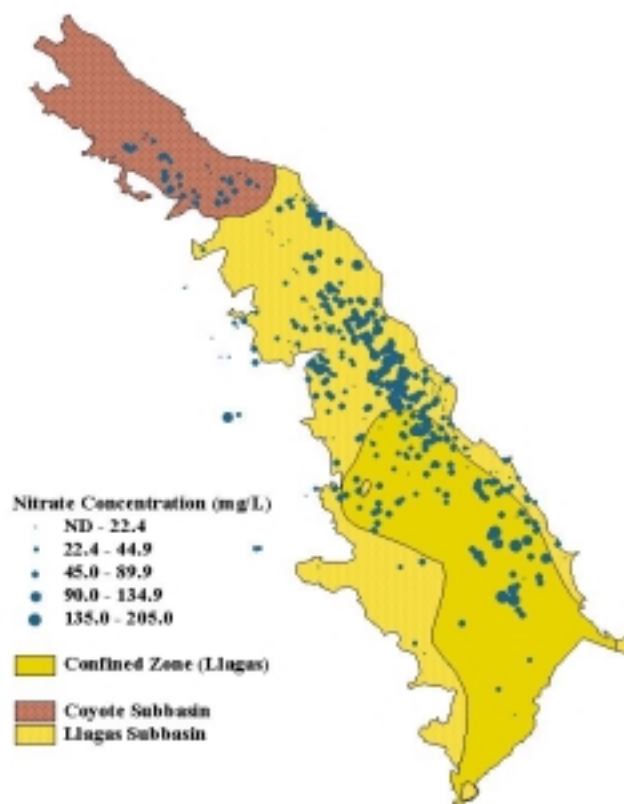 Nitrate Concentration (mg/L)
ND - 22.4
22.4 - 44.9
45.0 - 89.9
90.0 - 134.9
135.0 - 205.0
Confined Zone (Llagas)
Coyote Subbasin
Llagas Subbasin